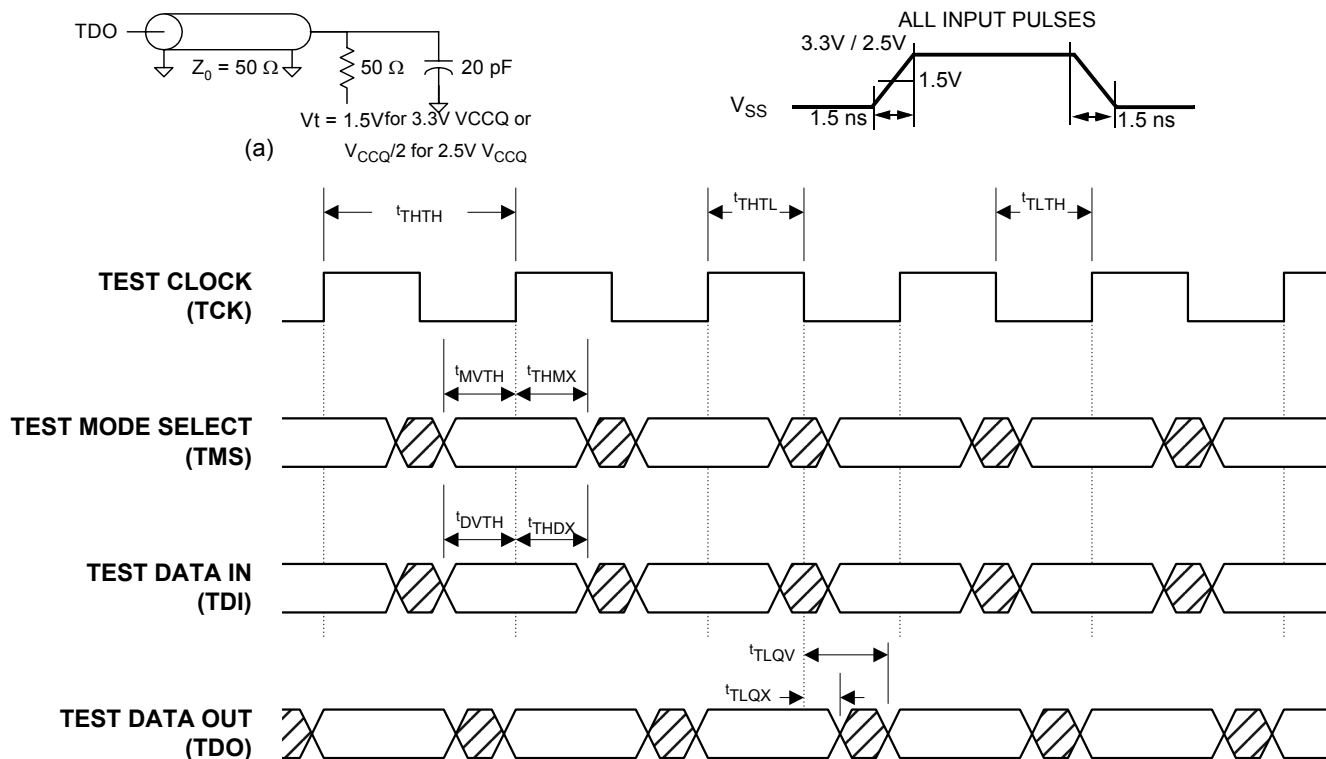 ALL INPUT PULSES
TDO
3.3V / 2.5V
Z0 = 50 Ω
50 Ω
20 pF
1.5V
VSS
1.5 ns
1.5 ns
Vt = 1.5V for 3.3V VCCQ or
VCCQ/2 for 2.5V VCCQ
(a)
tTHTH
tTHTL
tTLTH
TEST CLOCK
(TCK)
tMVTH
tTHMX
TEST MODE SELECT
(TMS)
tDVTH
tTHDX
TEST DATA IN
(TDI)
tTLQV
tTLQX
TEST DATA OUT
(TDO)